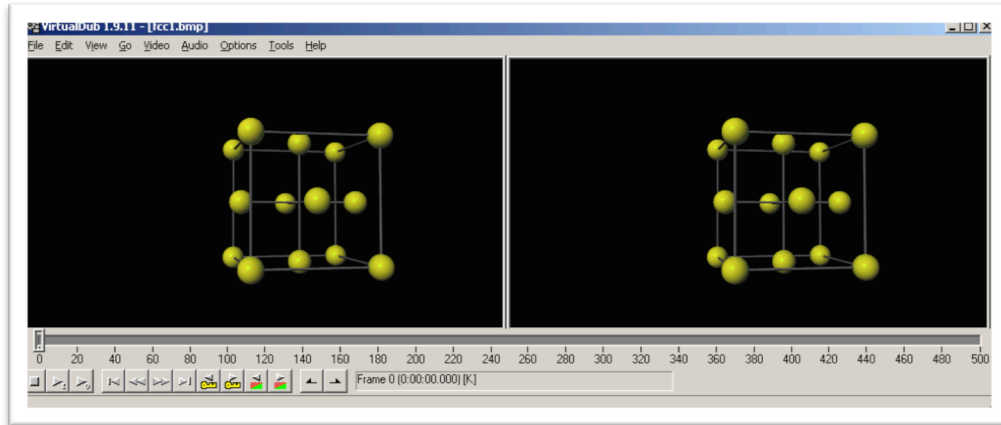 VirtualDub 1.9.11 - [fcc1.bmp]
File Edit View Go Video Audio Options Tools Help
0 20 40 60 80 100 120 140 160 180 200 220 240 260 280 300 320 340 360 380 400 420 440 460 480 500
Frame 0 (0:00:00.000) [K]